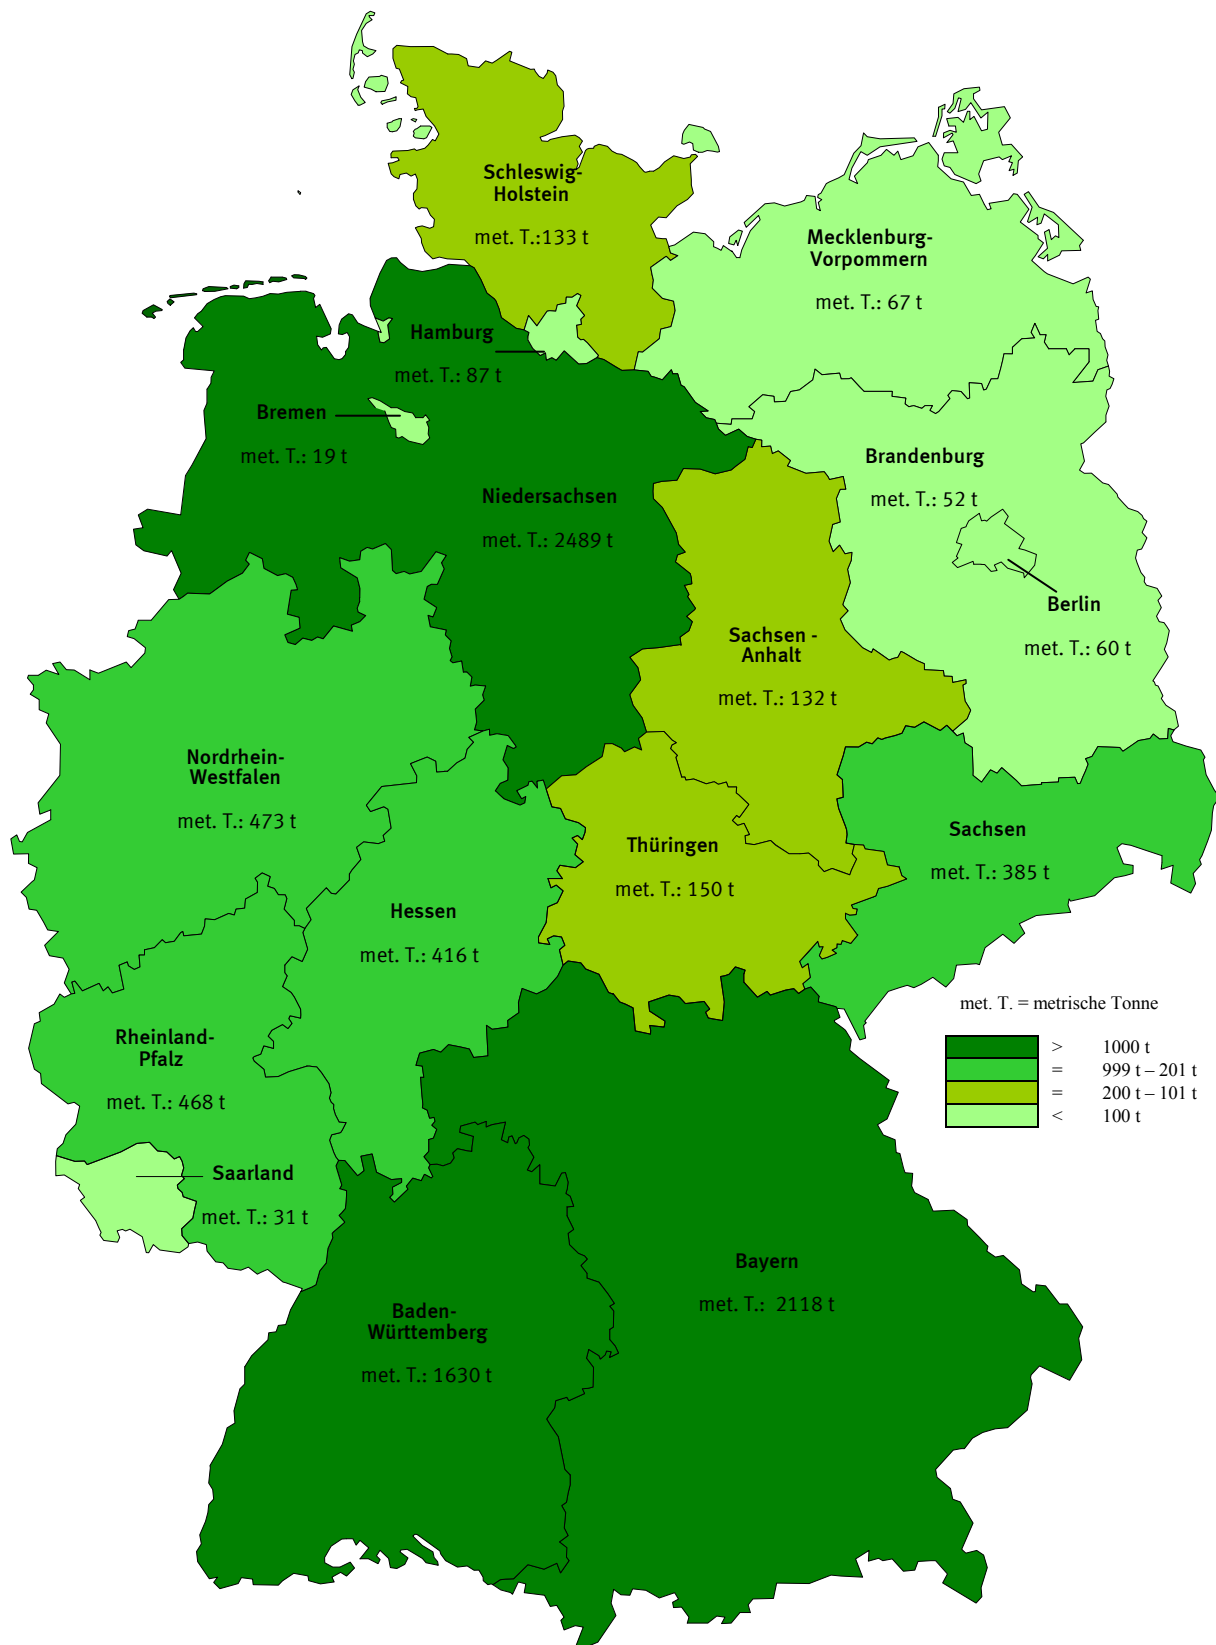 Schleswig-
Holstein
met. T.:133 t
Mecklenburg-
Vorpommern
met. T.: 67 t
Hamburg
met. T.: 87 t
Bremen
met. T.: 19 t
Brandenburg
met. T.: 52 t
Niedersachsen
met. T.: 2489 t
Berlin
met. T.: 60 t
Sachsen -
Anhalt
met. T.: 132 t
Nordrhein-
Westfalen
met. T.: 473 t
Sachsen
met. T.: 385 t
Thüringen
met. T.: 150 t
Hessen
met. T.: 416 t
met. T. = metrische Tonne
> 1000 t
= 999 t – 201 t
= 200 t – 101 t
< 100 t
Rheinland-
Pfalz
met. T.: 468 t
Saarland
met. T.: 31 t
Bayern
met. T.: 2118 t
Baden-
Württemberg
met. T.: 1630 t